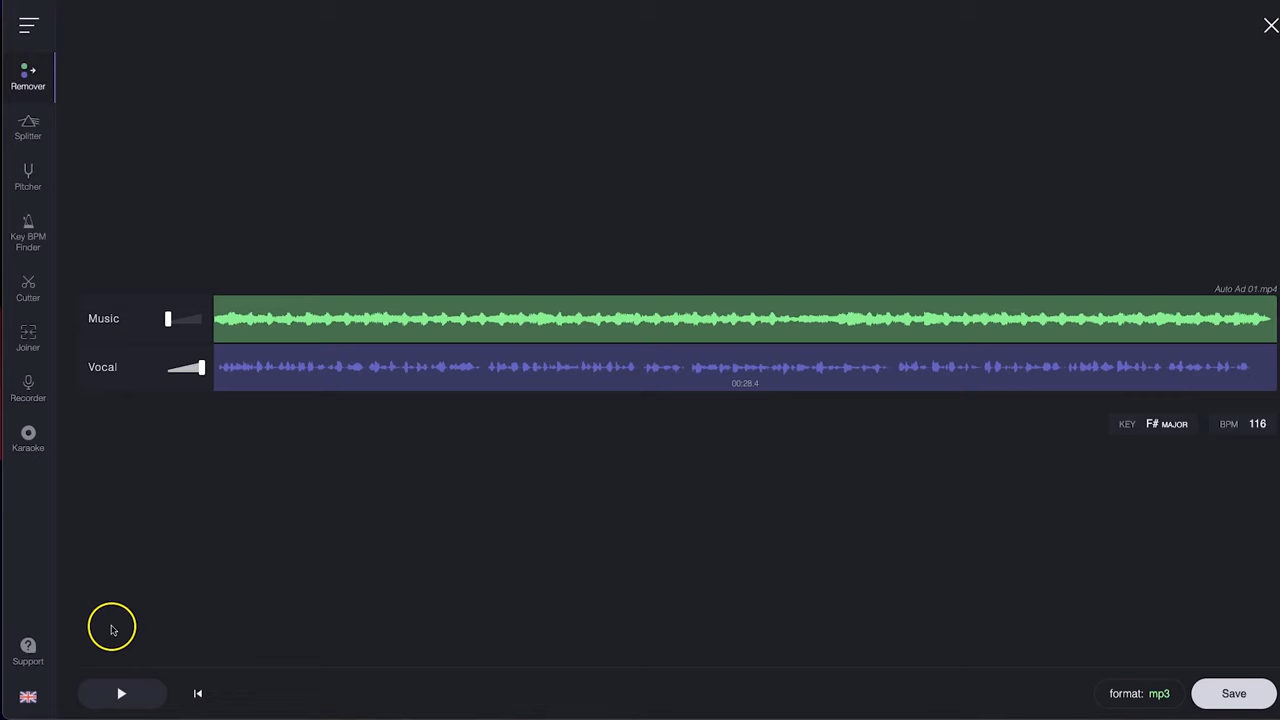 Remover
Splitter
Pitcher
Key BPM
Finder
Cutter
Joiner
Recorder
Karaoke
Support
Auto Ad 01.mp4
Music
Vocal
00:28.4
KEY F# MAJOR BPM 116
format: mp3 Save